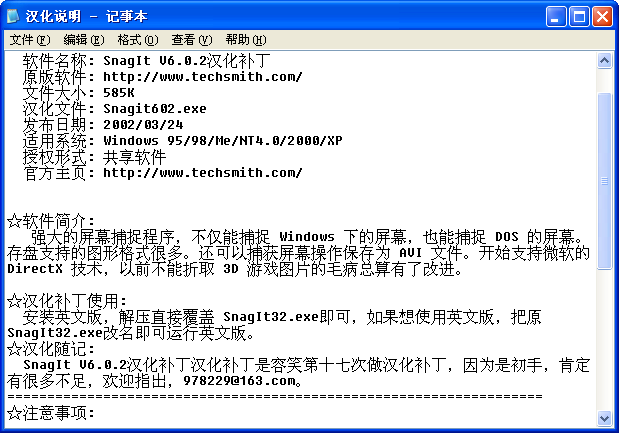 汉化说明 - 记事本
文件(F) 编辑(E) 格式(O) 查看(V) 帮助(H)
软件名称: SnagIt V6.0.2汉化补丁
原版软件: http://www.techsmith.com/
文件大小: 585K
汉化文件: Snagit602.exe
发布日期: 2002/03/24
适用系统: Windows 95/98/Me/NT4.0/2000/XP
授权形式: 共享软件
官方主页: http://www.techsmith.com/
☆软件简介:
强大的屏幕捕捉程序, 不仅能捕捉 Windows 下的屏幕, 也能捕捉 DOS 的屏幕。
存盘支持的图形格式很多。还可以捕获屏幕操作保存为 AVI 文件。开始支持微软的
DirectX 技术, 以前不能折取 3D 游戏图片的毛病总算有了改进.
☆汉化补丁使用:
安装英文版, 解压直接覆盖 SnagIt32.exe即可, 如果想使用英文版, 把原
SnagIt32.exe改名即可运行英文版。
☆汉化随记:
SnagIt V6.0.2汉化补丁汉化补丁是容笑第十七次做汉化补丁, 因为是初手, 肯定
有很多不足, 欢迎指出, 978229@163.com。
===================================================================
☆注意事项: